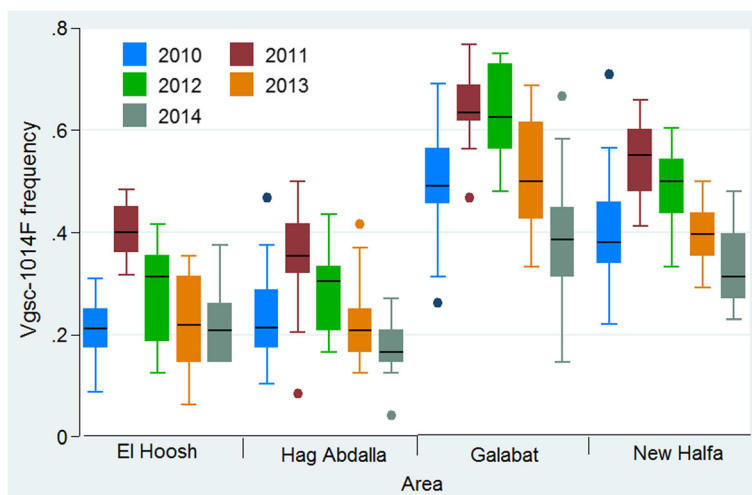 .8
2010 2011
2012 2013
2014
.6
.4
.2
0
Vgsc-1014F frequency
El Hoosh Hag Abdalla Galabat New Halfa
Area